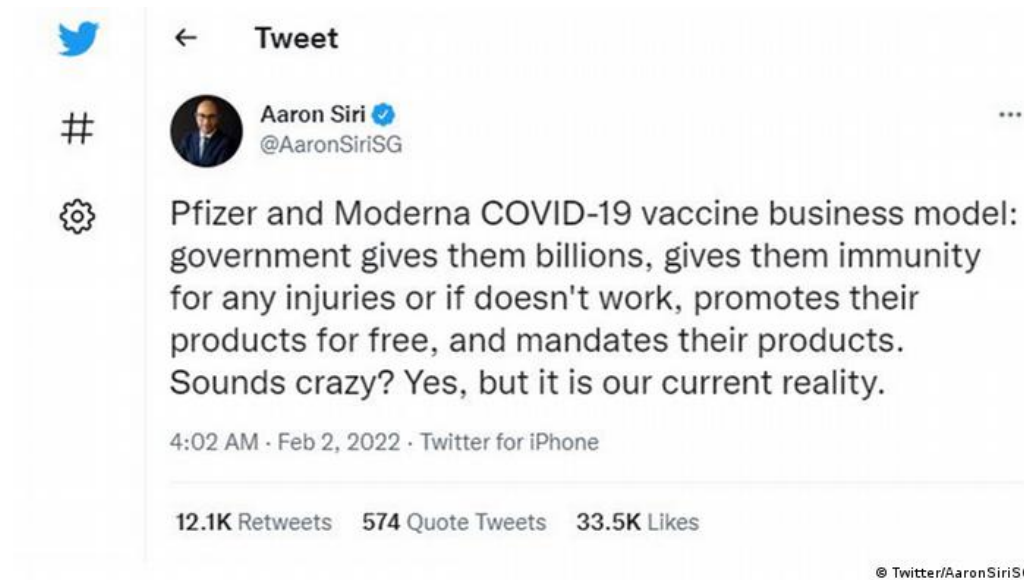 Tweet
Aaron Siri
@AaronSiriSG
Pfizer and Moderna COVID-19 vaccine business model:
government gives them billions, gives them immunity
for any injuries or if doesn't work, promotes their
products for free, and mandates their products.
Sounds crazy? Yes, but it is our current reality.
4:02 AM · Feb 2, 2022 · Twitter for iPhone
12.1K Retweets 574 Quote Tweets 33.5K Likes
© Twitter/AaronSiriS